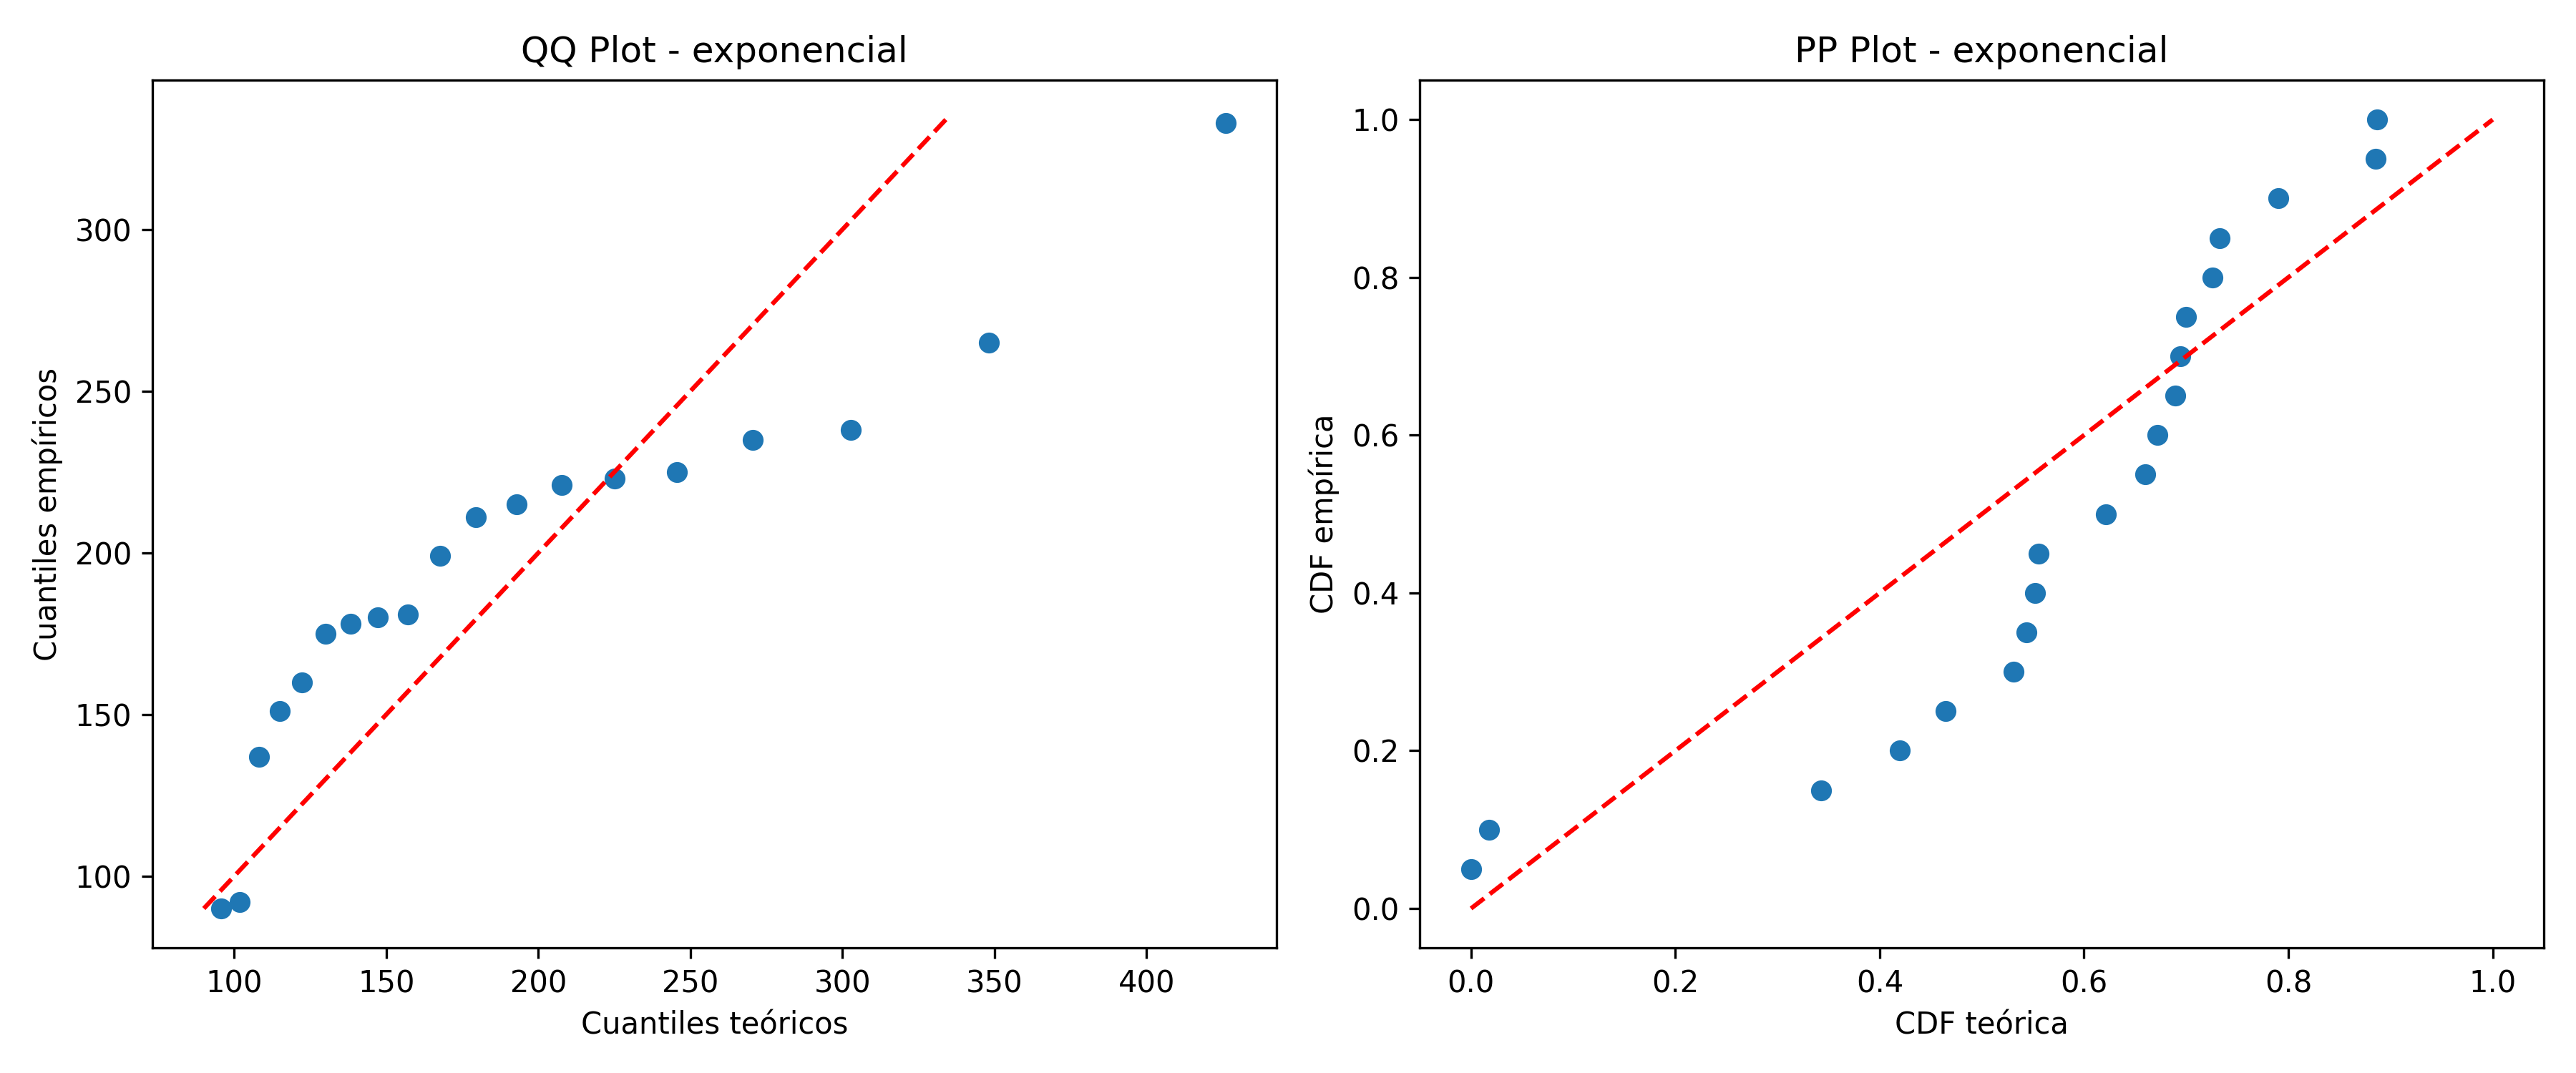 QQ Plot - exponencial
Cuantiles empíricos
300
250
200
150
100
100 150 200 250 300 350 400
Cuantiles teóricos
PP Plot - exponencial
CDF empírica
1.0
0.8
0.6
0.4
0.2
0.0
0.0 0.2 0.4 0.6 0.8 1.0
CDF teórica